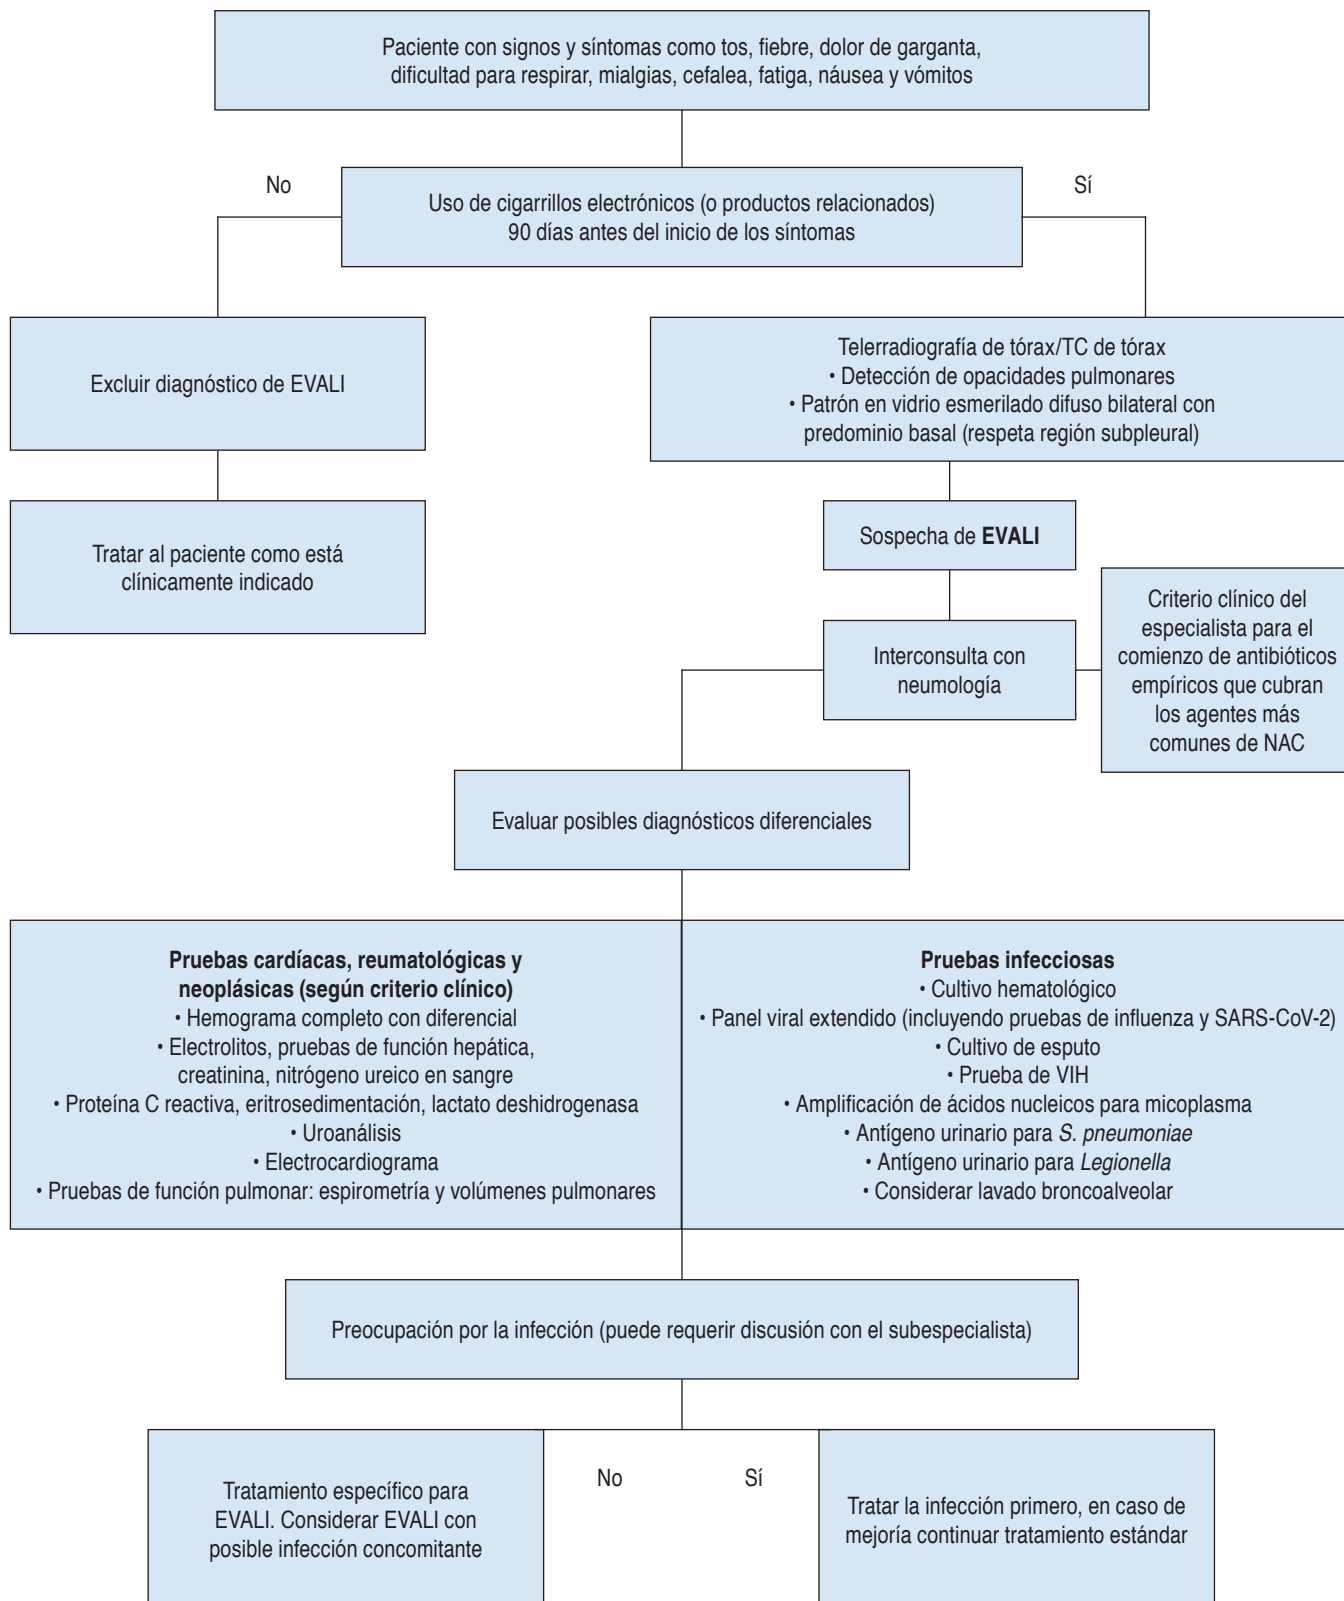 Paciente con signos y síntomas como tos, fiebre, dolor de garganta,
dificultad para respirar, mialgias, cefalea, fatiga, náusea y vómitos
No
Sí
Uso de cigarrillos electrónicos (o productos relacionados)
90 días antes del inicio de los síntomas
Excluir diagnóstico de EVALI
Tratar al paciente como está
clínicamente indicado
Telerradiografía de tórax/TC de tórax
• Detección de opacidades pulmonares
• Patrón en vidrio esmerilado difuso bilateral con
predominio basal (respeta región subpleural)
Sospecha de EVALI
Interconsulta con
neumología
Criterio clínico del
especialista para el
comienzo de antibióticos
empíricos que cubran
los agentes más
comunes de NAC
Evaluar posibles diagnósticos diferenciales
Pruebas cardíacas, reumatológicas y
neoplásicas (según criterio clínico)
• Hemograma completo con diferencial
• Electrolitos, pruebas de función hepática,
creatinina, nitrógeno ureico en sangre
• Proteína C reactiva, eritrosedimentación, lactato deshidrogenasa
• Uroanálisis
• Electrocardiograma
• Pruebas de función pulmonar: espirometría y volúmenes pulmonares
Pruebas infecciosas
• Cultivo hematológico
• Panel viral extendido (incluyendo pruebas de influenza y SARS-CoV-2)
• Cultivo de esputo
• Prueba de VIH
• Amplificación de ácidos nucleicos para micoplasma
• Antígeno urinario para S. pneumoniae
• Antígeno urinario para Legionella
• Considerar lavado broncoalveolar
Preocupación por la infección (puede requerir discusión con el subespecialista)
No
Sí
Tratamiento específico para
EVALI. Considerar EVALI con
posible infección concomitante
Tratar la infección primero, en caso de
mejoría continuar tratamiento estándar